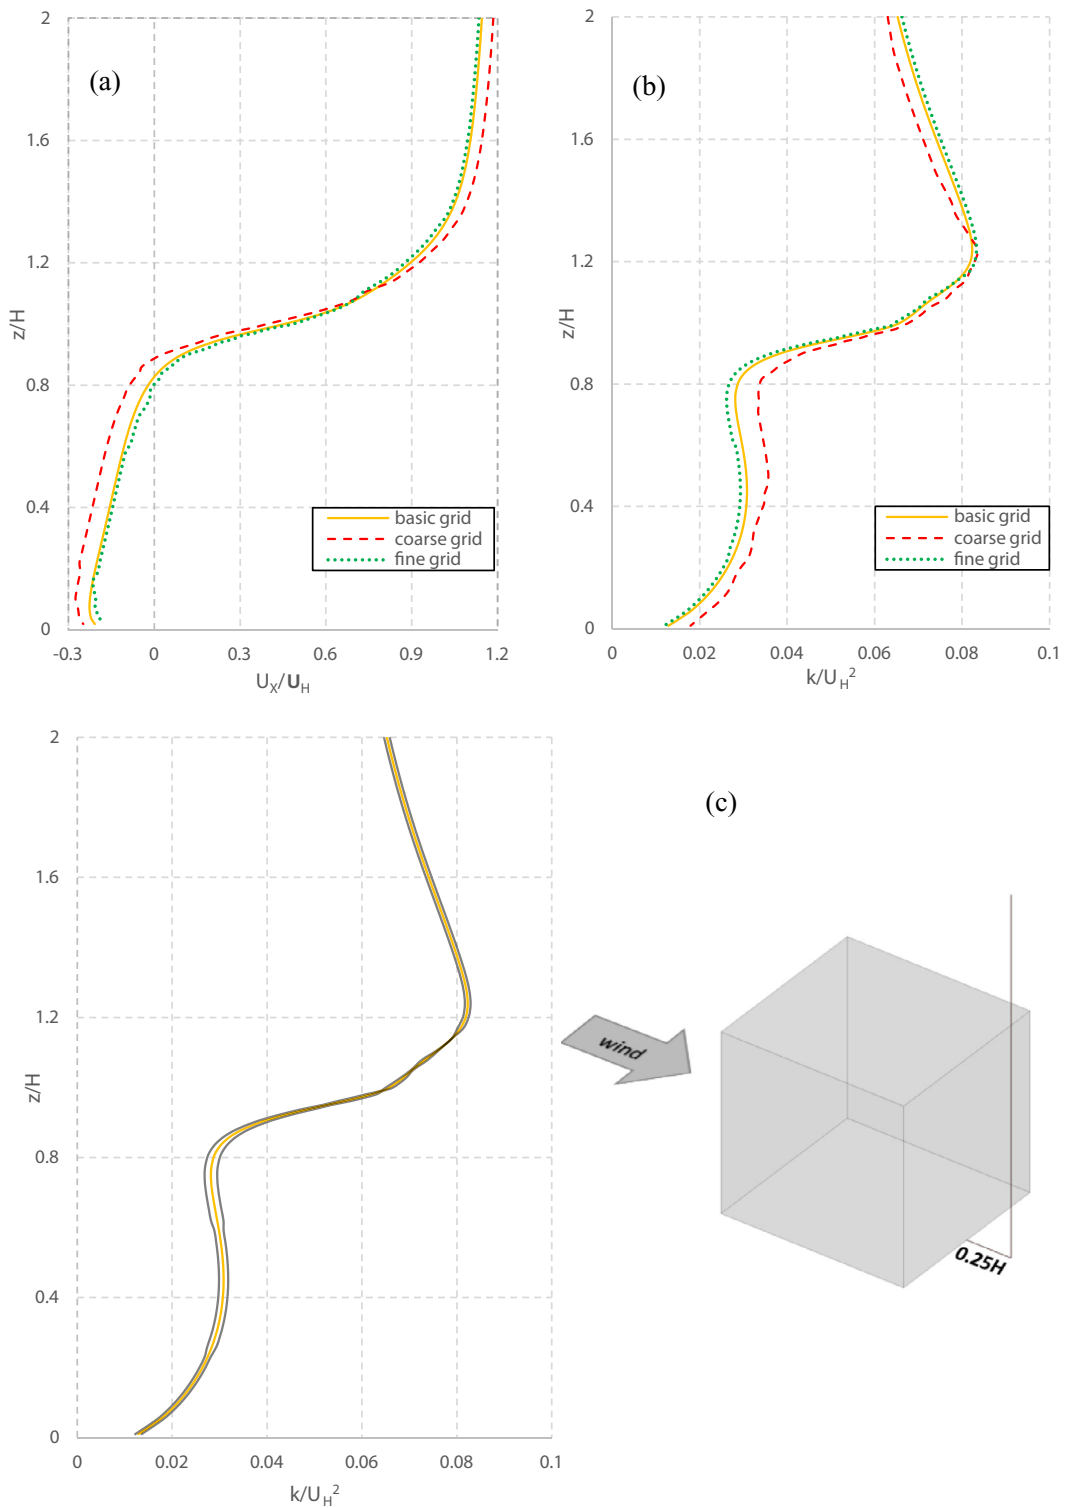 2
1.6
1.2
0.8
0.4
0
z/H
(a)
basic grid
coarse grid
fine grid
-0.3 0 0.3 0.6 0.9 1.2
U_X/U_H
2
1.6
1.2
0.8
0.4
0
z/H
(b)
basic grid
coarse grid
fine grid
0 0.02 0.04 0.06 0.08 0.1
k/U_H²
2
1.6
1.2
0.8
0.4
0
z/H
0 0.02 0.04 0.06 0.08 0.1
k/U_H²
(c)
wind
0.25H